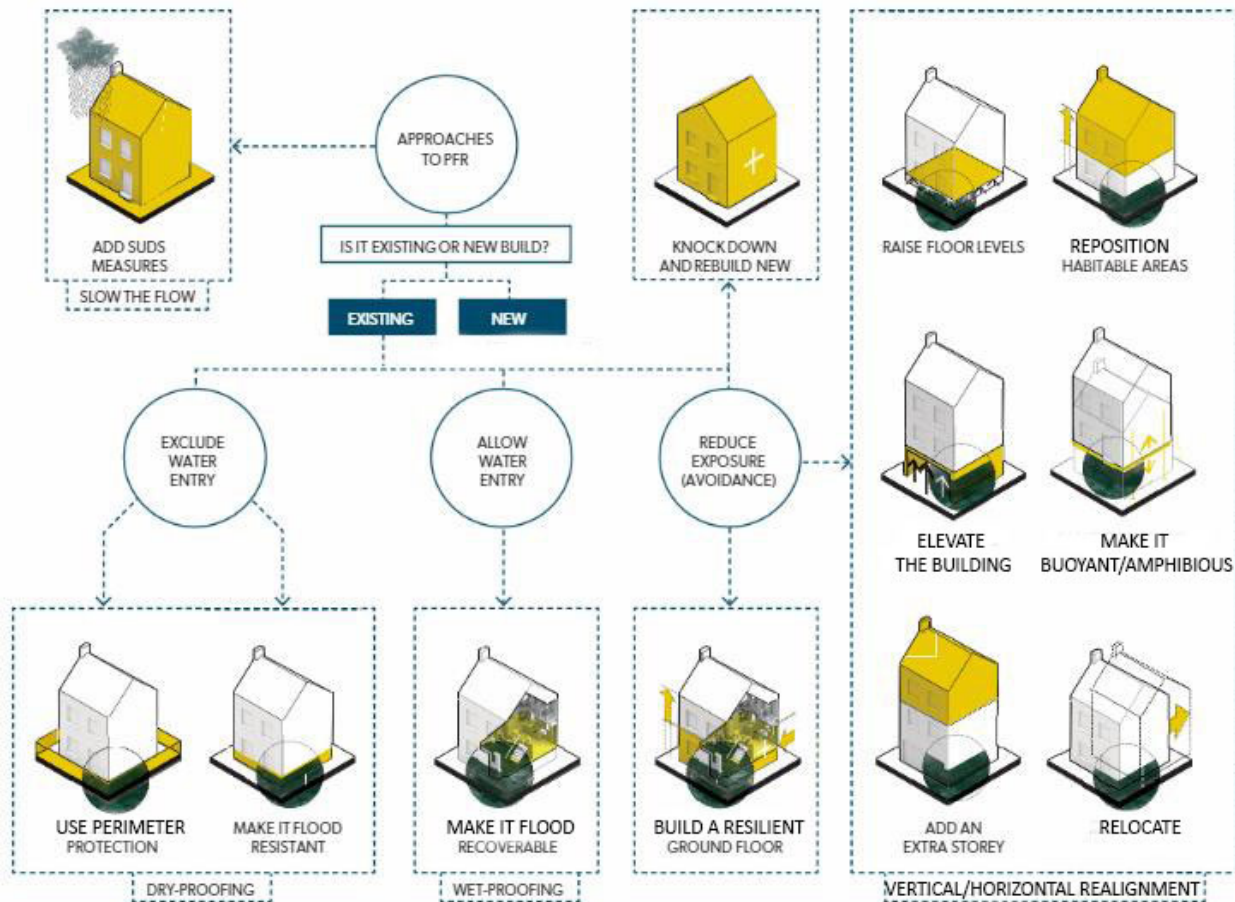 APPROACHES
TO PFR
IS IT EXISTING OR NEW BUILD?
EXISTING
NEW
ADD SUDS
MEASURES
SLOW THE FLOW
KNOCK DOWN
AND REBUILD NEW
RAISE FLOOR LEVELS
REPOSITION
HABITABLE AREAS
EXCLUDE
WATER
ENTRY
ALLOW
WATER
ENTRY
REDUCE
EXPOSURE
(AVOIDANCE)
ELEVATE
THE BUILDING
MAKE IT
BUOYANT/AMPHIBIOUS
USE PERIMETER
PROTECTION
MAKE IT FLOOD
RESISTANT
DRY-PROOFING
MAKE IT FLOOD
RECOVERABLE
WET-PROOFING
BUILD A RESILIENT
GROUND FLOOR
ADD AN
EXTRA STOREY
RELOCATE
VERTICAL/HORIZONTAL REALIGNMENT